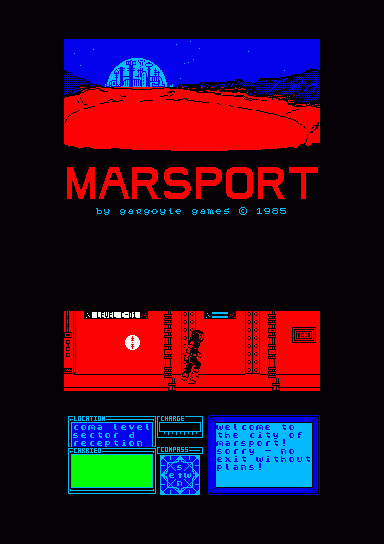 MARSPORT
by gargoyle games © 1985
LEVEL C-01
LOCATION
coma level
sector d
reception
CHARGE
CARRIED
COMPASS
s
e w
n
welcome to
the city of
marsport!
sorry - no
exit without
plans!